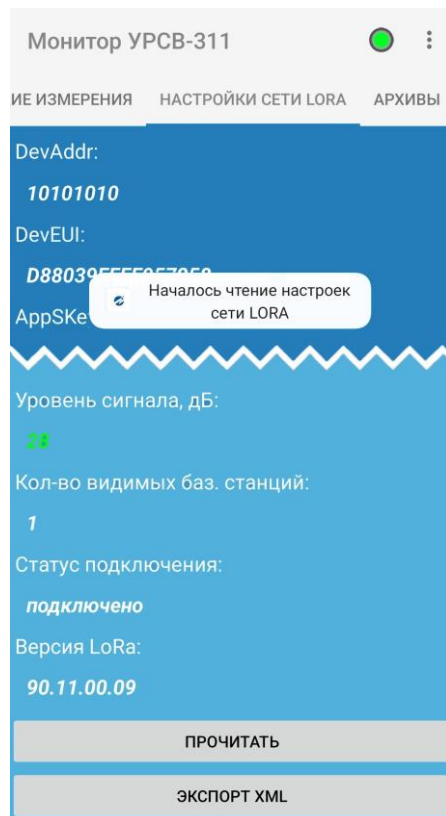 Монитор УРСВ-311
ИЕ ИЗМЕРЕНИЯ НАСТРОЙКИ СЕТИ LORA АРХИВЫ
DevAddr:
10101010
DevEUI:
Началось чтение настроек
сети LORA
AppSKe
Уровень сигнала, дБ:
Кол-во видимых баз. станций:
1
Статус подключения:
подключено
Версия LoRa:
90.11.00.09
ПРОЧИТАТЬ
ЭКСПОРТ XML